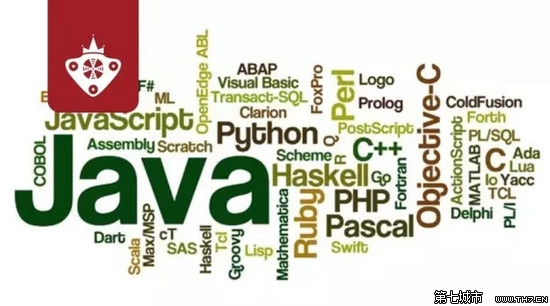 OpenEdge ABL
ABAP
Visual Basic
FoxPro
Perl
Logo
F#
ML
Transact-SQL
Prolog
Objective-C
ColdFusion
JavaScript
Clarion
Forth
Python
Q
PostScript
ActionScript
PL/SQL
COBOL
Assembly
Scratch
Scheme
R
C++
MATLAB
C
Ada
Lua
Java
Haskell
Go
Fortran
Io
Yacc
TCL
Mathematica
Ruby
PHP
Pascal
Delphi
PL/I
Dart
Scala
Max/MSP
cT
SAS
Haskell
Tcl
Groovy
Lisp
Swift
第七城市
WWW.TH7.CN